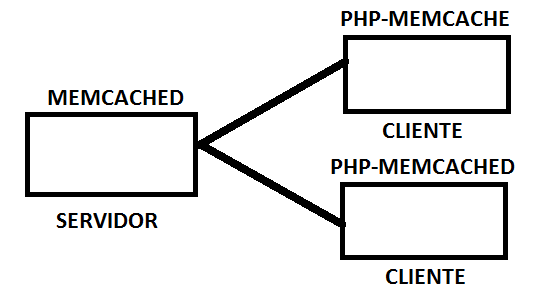 PHP-MEMCACHE
MEMCACHED
CLIENTE
PHP-MEMCACHED
SERVIDOR
CLIENTE